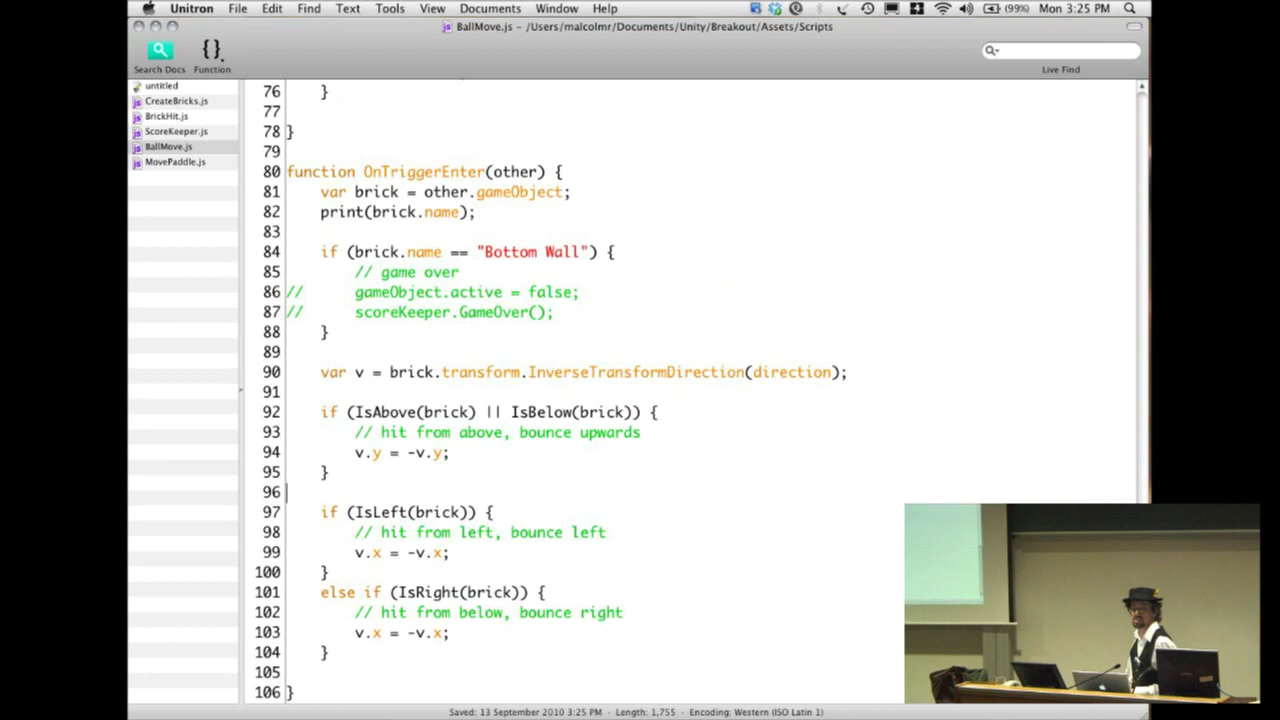 Unitron File Edit Find Text Tools View Documents Window Help (99%) Mon 3:25 PM
BallMove.js – /Users/malcolmr/Documents/Unity/Breakout/Assets/Scripts
Search Docs Function Live Find
untitled
CreateBricks.js
BrickHit.js
ScoreKeeper.js
BallMove.js
MovePaddle.js
76 }
77
78 }
79
80 function OnTriggerEnter(other) {
81 var brick = other.gameObject;
82 print(brick.name);
83
84 if (brick.name == "Bottom Wall") {
85 // game over
86 // gameObject.active = false;
87 // scoreKeeper.GameOver();
88 }
89
90 var v = brick.transform.InverseTransformDirection(direction);
91
92 if (IsAbove(brick) || IsBelow(brick)) {
93 // hit from above, bounce upwards
94 v.y = -v.y;
95 }
96
97 if (IsLeft(brick)) {
98 // hit from left, bounce left
99 v.x = -v.x;
100 }
101 else if (IsRight(brick)) {
102 // hit from below, bounce right
103 v.x = -v.x;
104 }
105
106 }
Saved: 13 September 2010 3:25 PM - Length: 1,755 - Encoding: Western (ISO Latin 1)